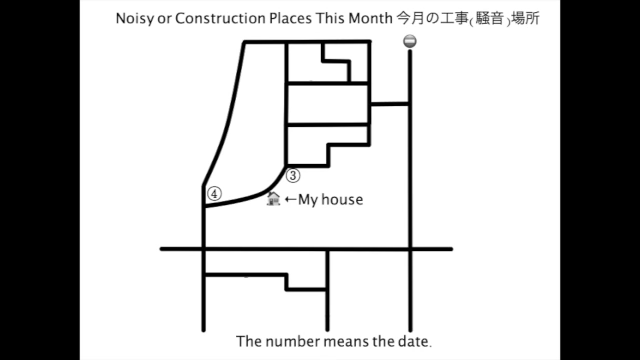 Noisy or Construction Places This Month 今月の工事(騒音)場所
③
④
←My house
The number means the date.